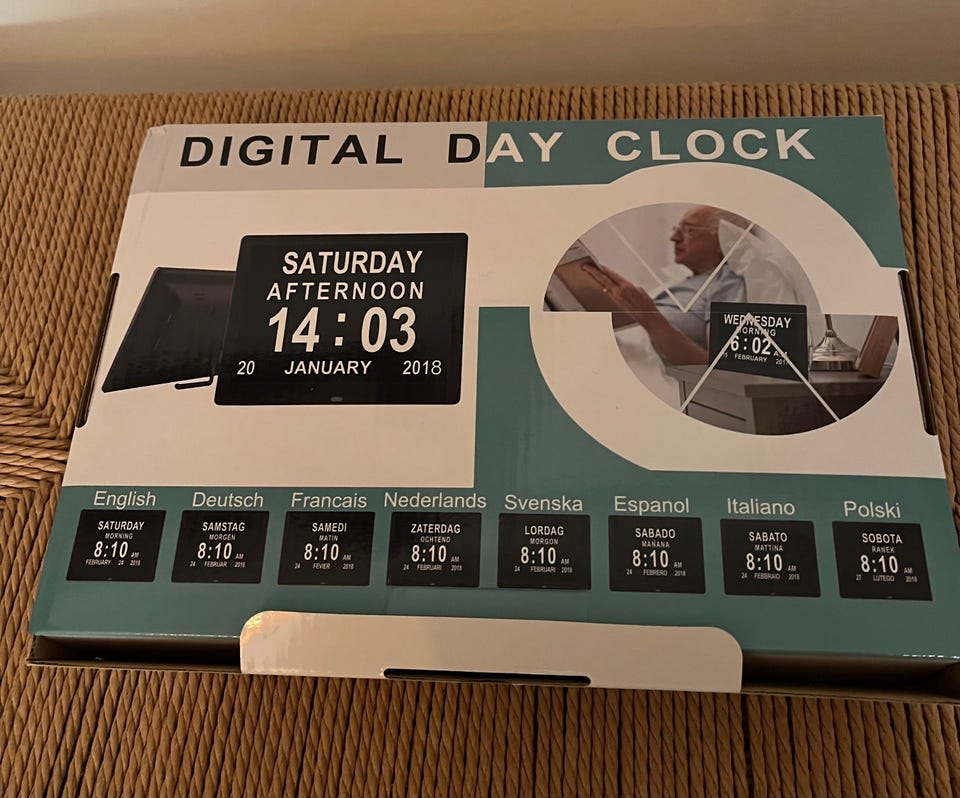 DIGITAL DAY CLOCK
SATURDAY
AFTERNOON
14:03
20 JANUARY 2018
WEDNESDAY
MORNING
6:02
FEBRUARY
English Deutsch Francais Nederlands Svenska Espanol Italiano Polski
SATURDAY
MORNING
8:10 AM
FEBRUARY 24 2018
SAMSTAG
MORGEN
8:10 AM
24 FEBRUAR 2018
SAMEDI
MATIN
8:10 AM
24 FEVIER 2018
ZATERDAG
OCHTEND
8:10 AM
24 FEBRUARI 2018
LORDAG
MORGON
8:10 AM
24 FEBRUARI 2018
SABADO
MANANA
8:10 AM
24 FEBRERO 2018
SABATO
MATTINA
8:10 AM
24 FEBBRAIO 2018
SOBOTA
RANEK
8:10 AM
27 LUTEGO 2018